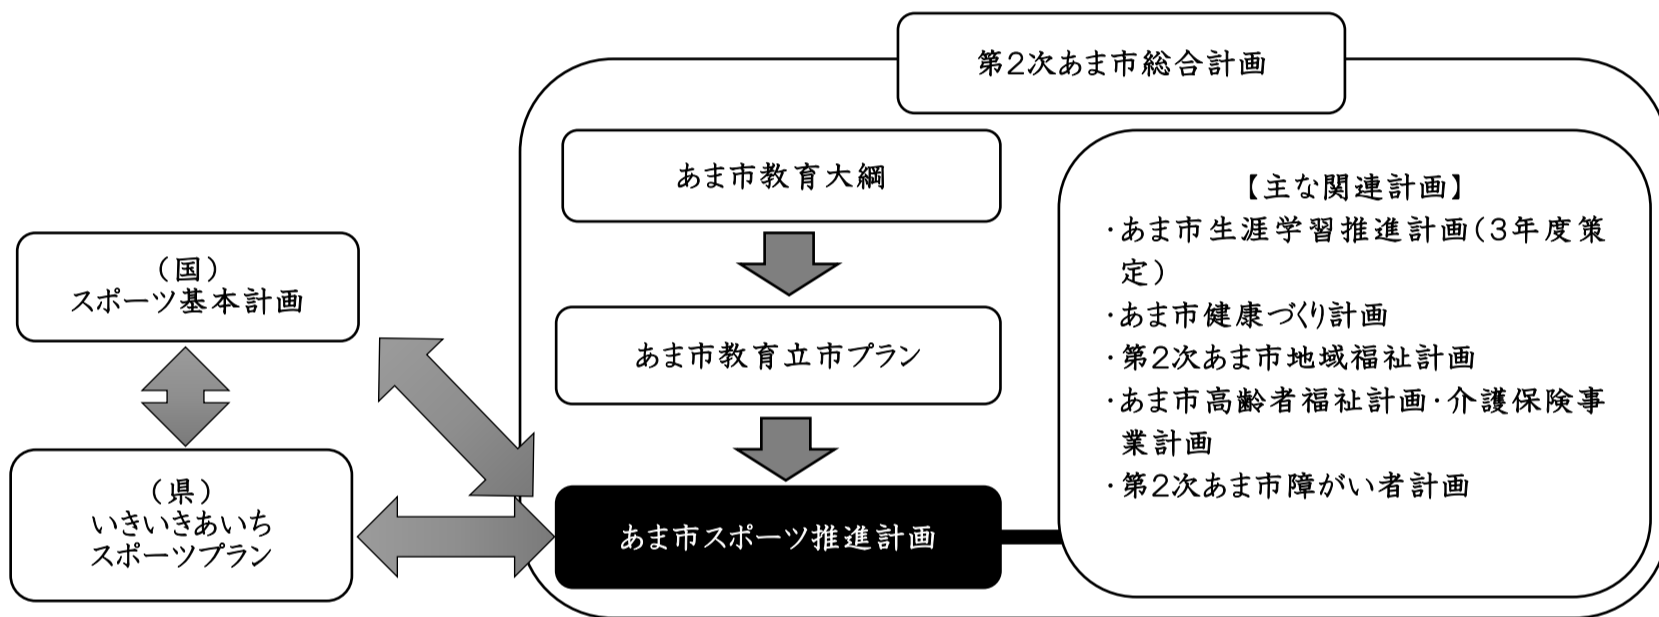 第2次あま市総合計画
あま市教育大綱
あま市教育立市プラン
あま市スポーツ推進計画
【主な関連計画】
・あま市生涯学習推進計画(3年度策
定)
・あま市健康づくり計画
・第2次あま市地域福祉計画
・あま市高齢者福祉計画・介護保険事
業計画
・第2次あま市障がい者計画
(国)
スポーツ基本計画
(県)
いきいきあいち
スポーツプラン